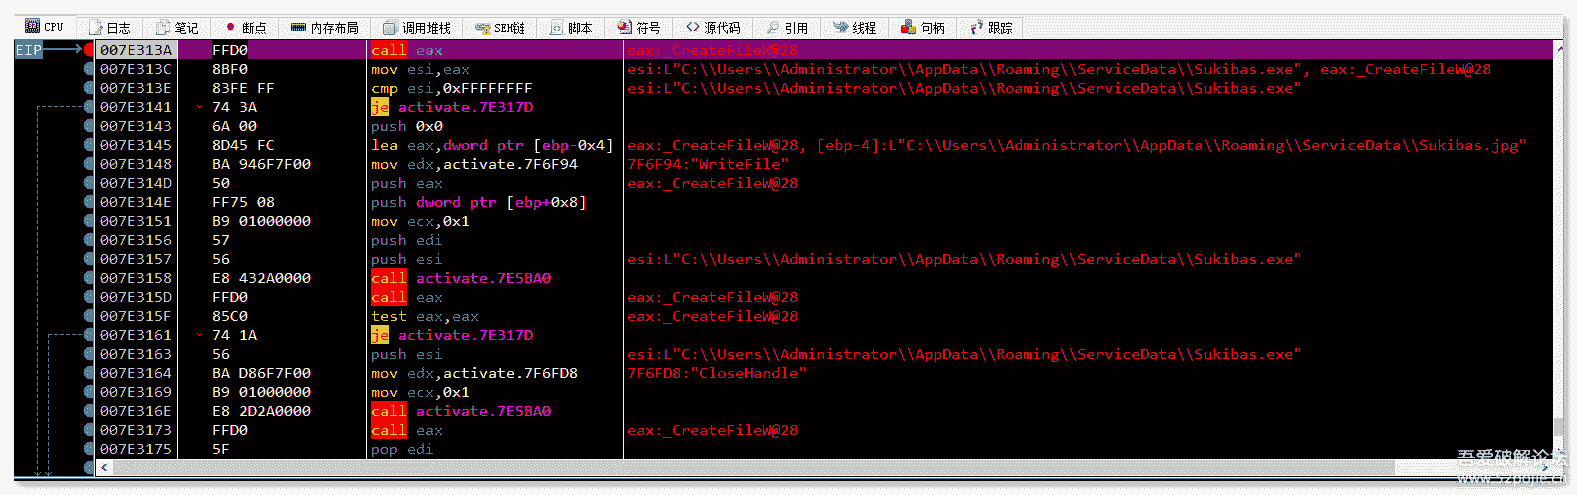 CPU 日志 笔记 断点 内存布局 调用堆栈 SEH链 脚本 符号 源代码 引用 线程 句柄 跟踪
EIP 007E313A FFD0 call eax eax:_CreateFileW@28
007E313C 8BF0 mov esi,eax esi:L"C:\\Users\\Administrator\\AppData\\Roaming\\ServiceData\\Sukibas.exe", eax:_CreateFileW@28
007E313E 83FE FF cmp esi,0xFFFFFFFF esi:L"C:\\Users\\Administrator\\AppData\\Roaming\\ServiceData\\Sukibas.exe"
007E3141 74 3A je activate.7E317D
007E3143 6A 00 push 0x0
007E3145 8D45 FC lea eax,dword ptr [ebp-0x4] eax:_CreateFileW@28, [ebp-4]:L"C:\\Users\\Administrator\\AppData\\Roaming\\ServiceData\\Sukibas.jpg"
007E3148 BA 946F7F00 mov edx,activate.7F6F94 7F6F94:"WriteFile"
007E314D 50 push eax eax:_CreateFileW@28
007E314E FF75 08 push dword ptr [ebp+0x8]
007E3151 B9 01000000 mov ecx,0x1
007E3156 57 push edi
007E3157 56 push esi esi:L"C:\\Users\\Administrator\\AppData\\Roaming\\ServiceData\\Sukibas.exe"
007E3158 E8 432A0000 call activate.7E5BA0
007E315D FFD0 call eax eax:_CreateFileW@28
007E315F 85C0 test eax,eax eax:_CreateFileW@28
007E3161 74 1A je activate.7E317D
007E3163 56 push esi esi:L"C:\\Users\\Administrator\\AppData\\Roaming\\ServiceData\\Sukibas.exe"
007E3164 BA D86F7F00 mov edx,activate.7F6FD8 7F6FD8:"CloseHandle"
007E3169 B9 01000000 mov ecx,0x1
007E316E E8 2D2A0000 call activate.7E5BA0
007E3173 FFD0 call eax eax:_CreateFileW@28
007E3175 5F pop edi
吾爱破解论坛
www.52pojie.cn